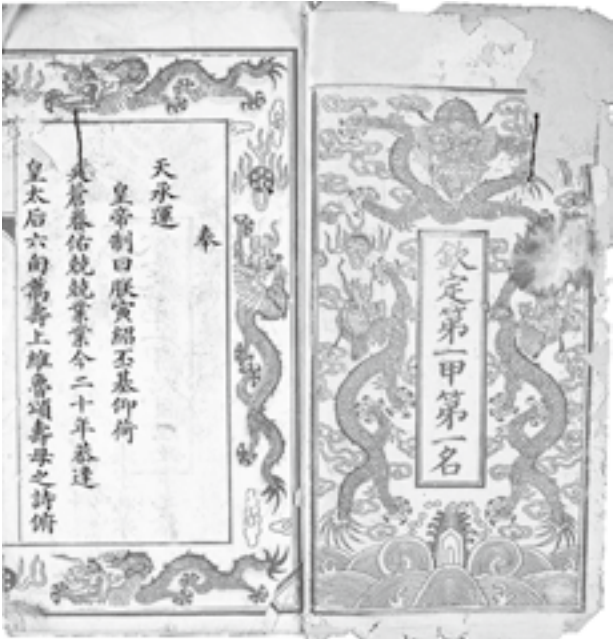 欽定第一甲第一名
奉
天承運
皇帝制曰朕寅紹丕基仰荷
蒼眷佑兢兢業業今二十年恭逢
皇太后六旬萬壽上維魯頌壽母之詩俯